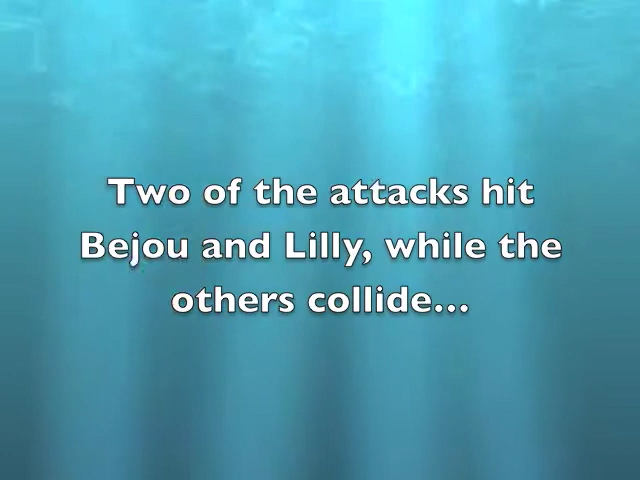 Two of the attacks hit
Bejou and Lilly, while the
others collide...